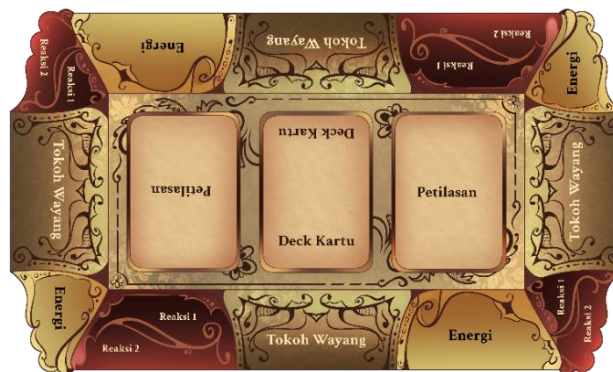 Reaksi 2
Reaksi 1
Energi
Tokoh Wayang
Reaksi 2
Reaksi 1
Energi
Tokoh Wayang
Petilasan
Deck Kartu
Deck Kartu
Petilasan
Tokoh Wayang
Energi
Reaksi 1
Reaksi 2
Tokoh Wayang
Energi
Reaksi 1
Reaksi 2